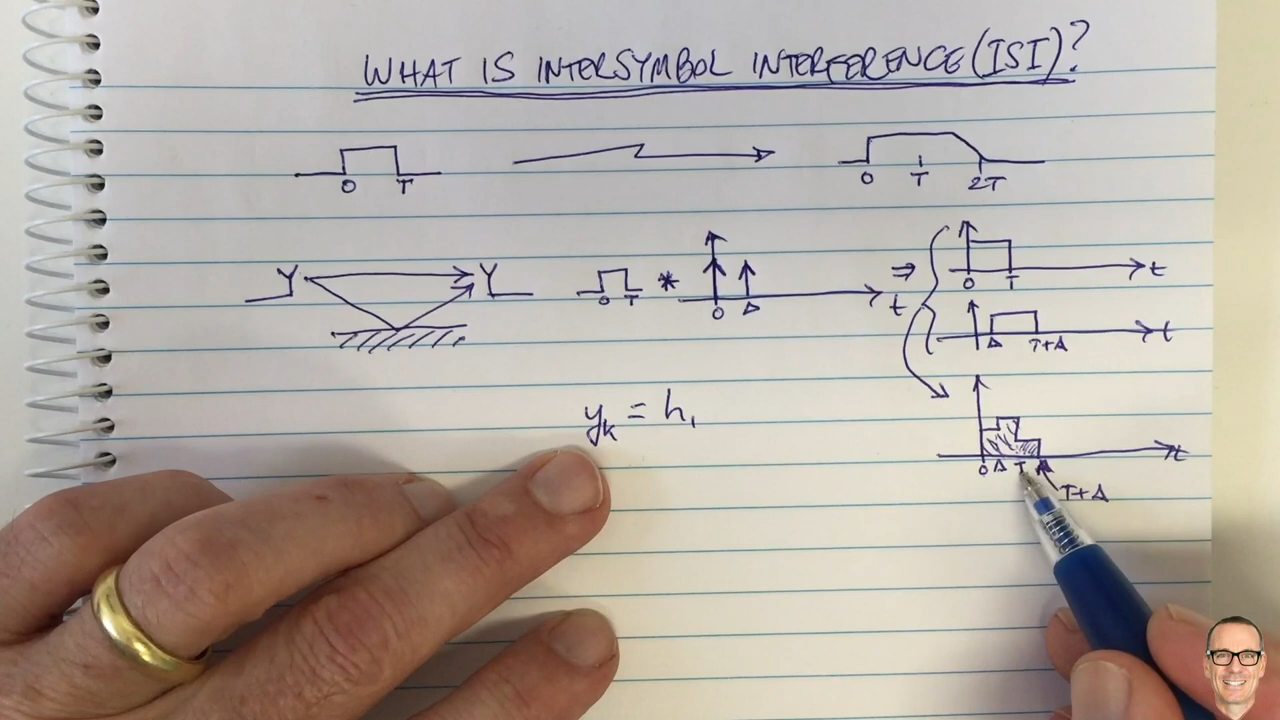 WHAT IS INTERSYMBOL INTERFERENCE (ISI)?
0 T
0 T 2T
0 T * 0 Δ t ⇒
0 T t
Δ T+Δ t
y_k = h_1
0 Δ T t
T+Δ